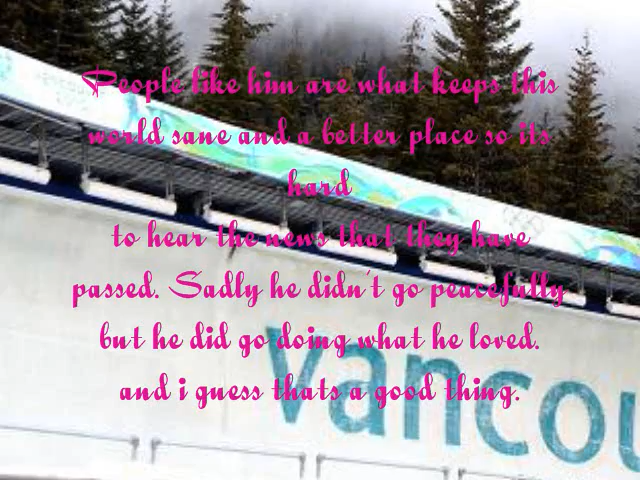 People like him are what keeps this
world sane and a better place so its
hard
to hear the news that they have
passed. Sadly he didn't go peacefully
but he did go doing what he loved.
and i guess thats a good thing.
vancou